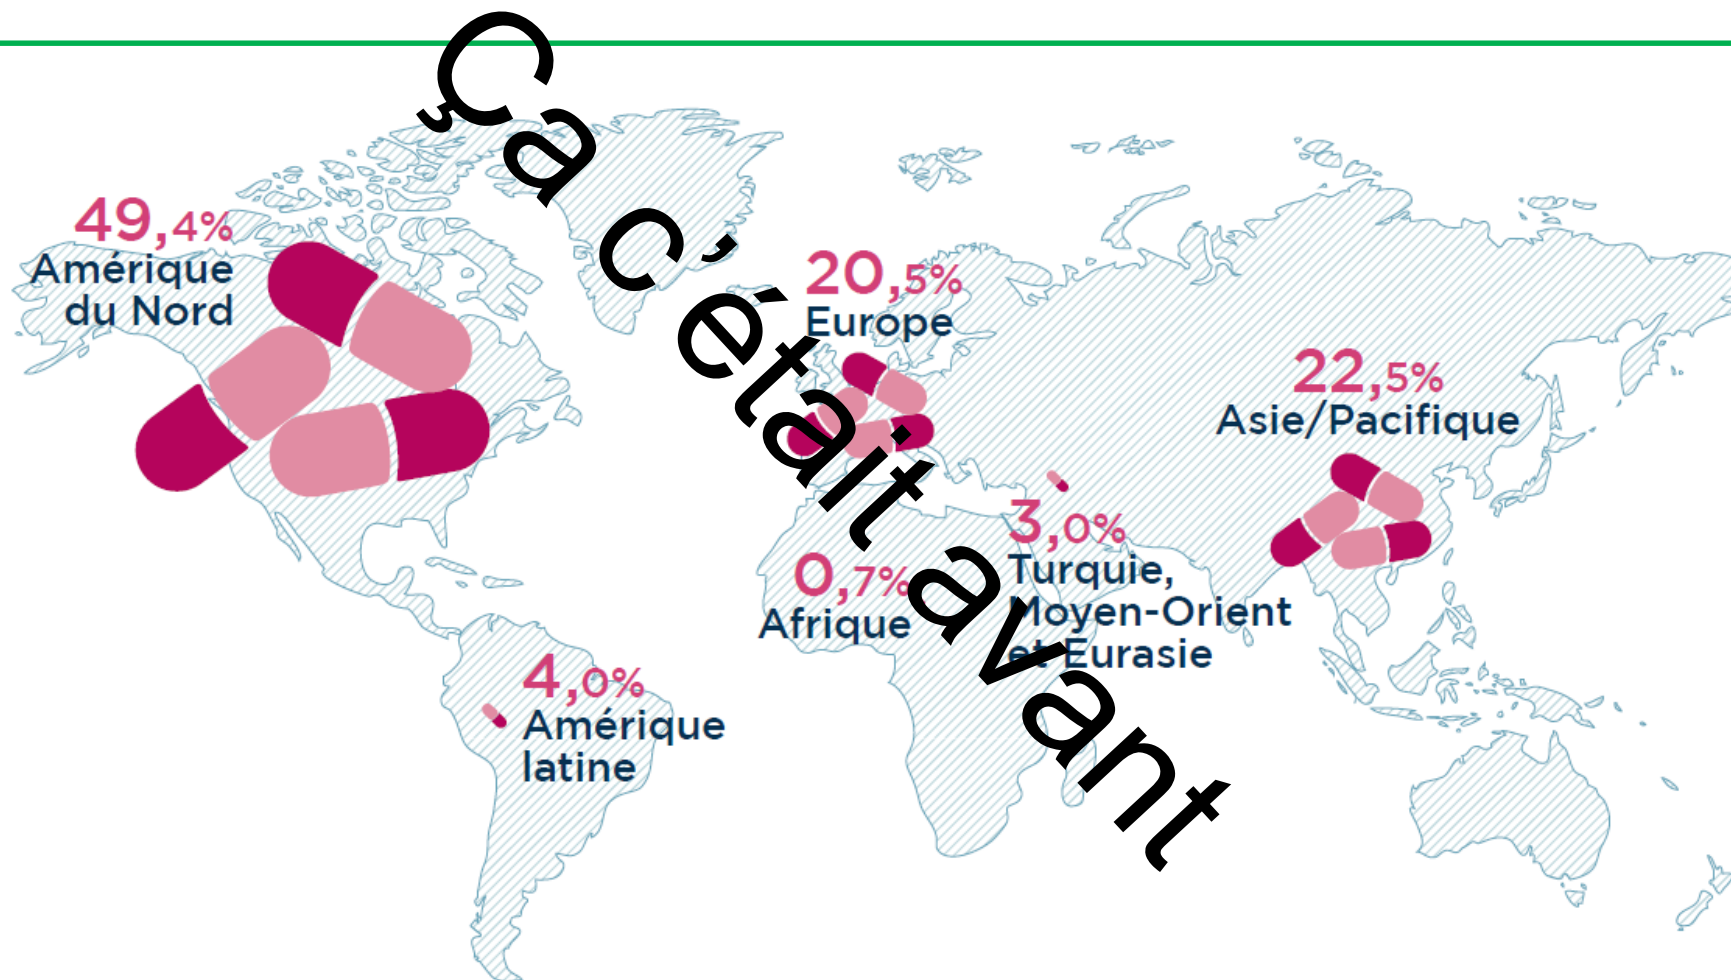 Ça c’était avant
49,4%
Amérique
du Nord
20,5%
Europe
22,5%
Asie/Pacifique
3,0%
Turquie,
Moyen-Orient
et Eurasie
0,7%
Afrique
4,0%
Amérique
latine